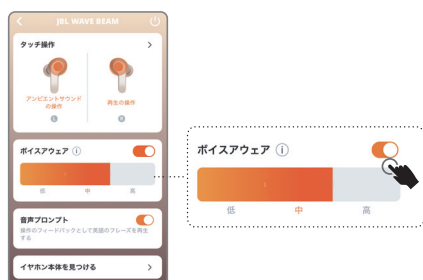 JBL WAVE BEAM
タッチ操作
アンビエントサウンド
の操作
再生の操作
L
R
ボイスアウェア
低 中 高
音声プロンプト
操作のフィードバックとして英語のフレーズを再生
する
イヤホン本体を見つける
ボイスアウェア
低 中 高